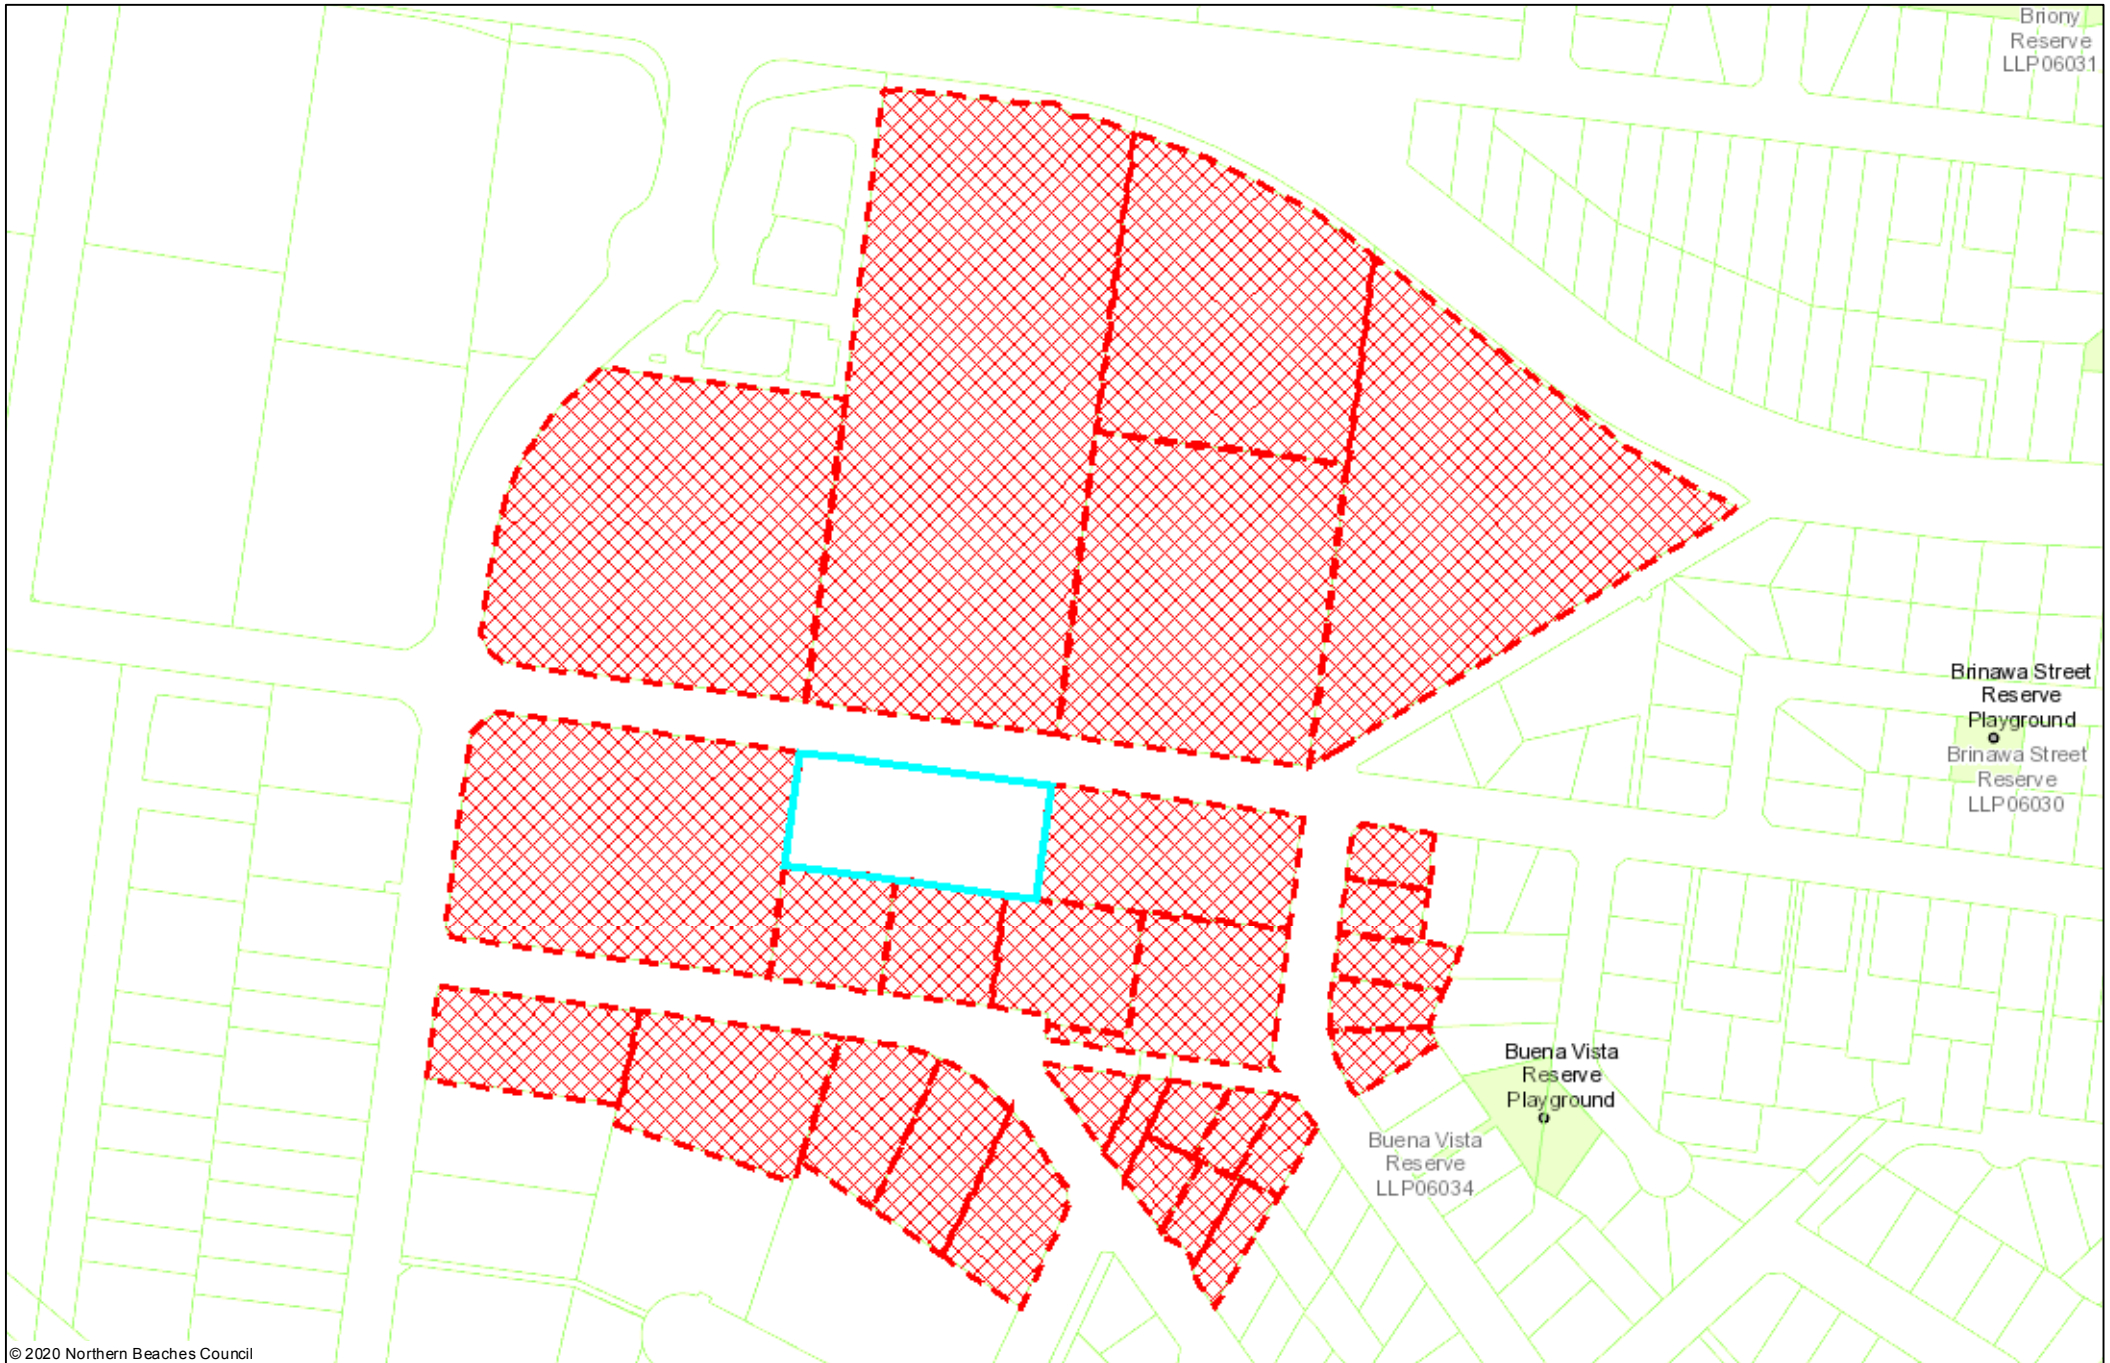 Briony
Reserve
LLP06031
Brinawa Street
Reserve
Playground
Brinawa Street
Reserve
LLP06030
Buena Vista
Reserve
Playground
Buena Vista
Reserve
LLP06034
© 2020 Northern Beaches Council